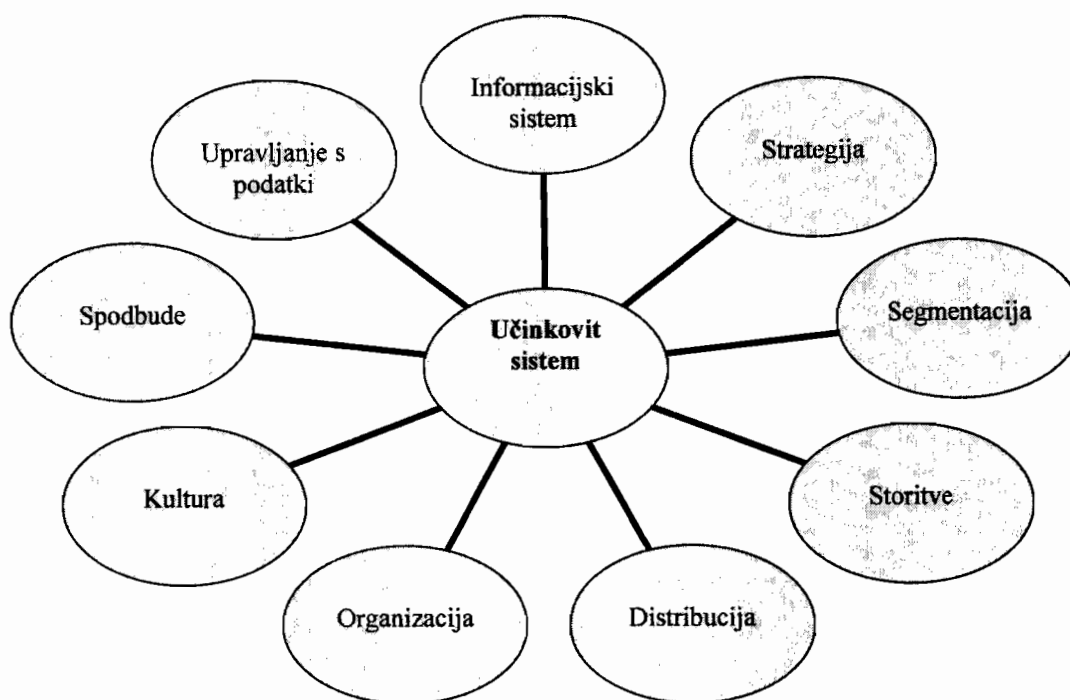 Informacijski
sistem
Strategija
Upravljanje s
podatki
Spodbude
Učinkovit
sistem
Segmentacija
Kultura
Storitve
Organizacija
Distribucija